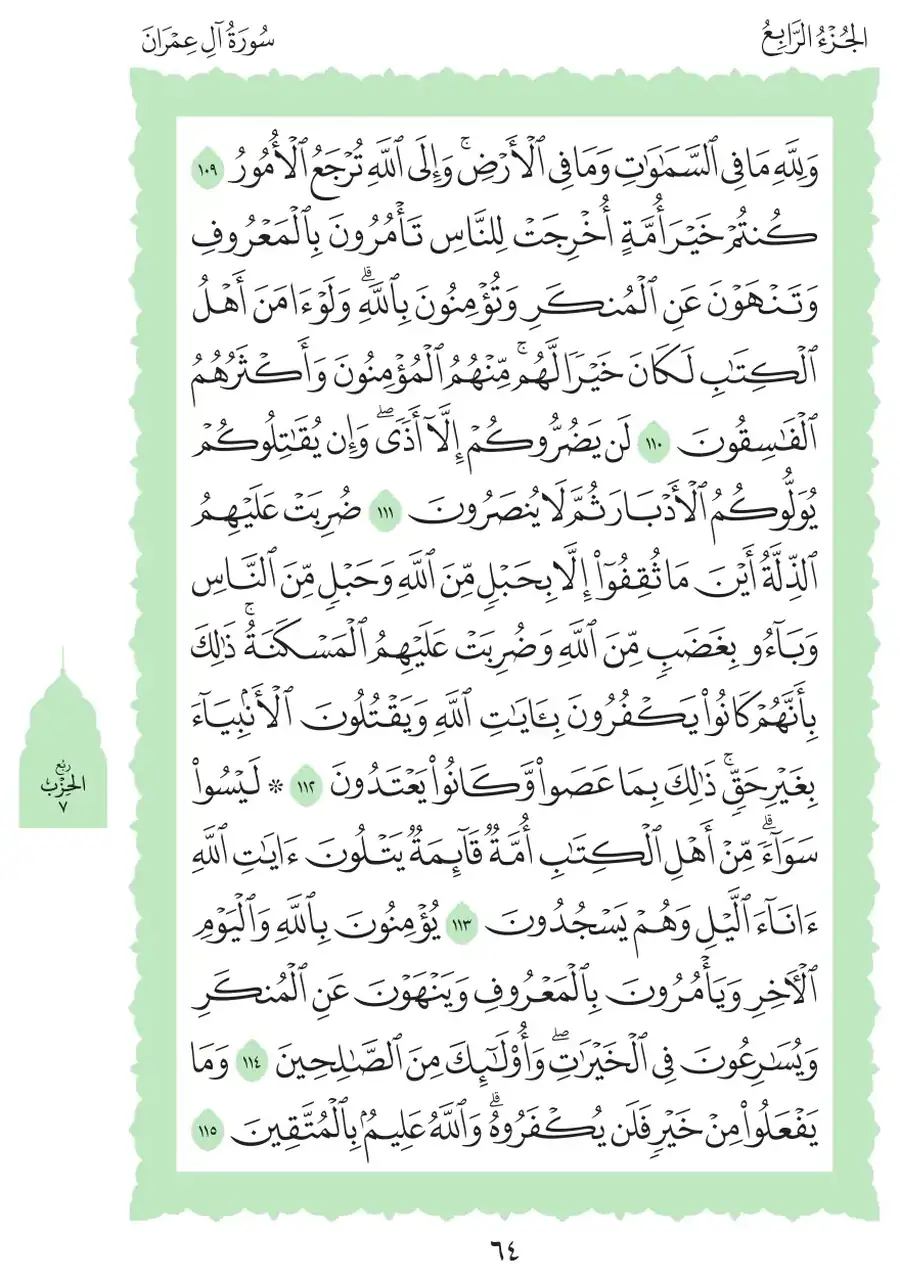 الجُزْءُ الرَّابِعُ
سُورَةُ آلِ عِمْرَانَ
وَلِلَّهِ مَا فِي ٱلسَّمَٰوَٰتِ وَمَا فِي ٱلْأَرْضِۚ وَإِلَى ٱللَّهِ تُرْجَعُ ٱلْأُمُورُ ١٠٩
كُنتُمْ خَيْرَ أُمَّةٍ أُخْرِجَتْ لِلنَّاسِ تَأْمُرُونَ بِٱلْمَعْرُوفِ
وَتَنْهَوْنَ عَنِ ٱلْمُنكَرِ وَتُؤْمِنُونَ بِٱللَّهِۗ وَلَوْ ءَامَنَ أَهْلُ
ٱلْكِتَٰبِ لَكَانَ خَيْرًا لَّهُمۚ مِّنْهُمُ ٱلْمُؤْمِنُونَ وَأَكْثَرُهُمُ
ٱلْفَٰسِقُونَ ١١٠ لَن يَضُرُّوكُمْ إِلَّآ أَذًىۖ وَإِن يُقَٰتِلُوكُمْ
يُوَلُّوكُمُ ٱلْأَدْبَارَ ثُمَّ لَا يُنصَرُونَ ١١١ ضُرِبَتْ عَلَيْهِمُ
ٱلذِّلَّةُ أَيْنَ مَا ثُقِفُوٓا۟ إِلَّا بِحَبْلٍ مِّنَ ٱللَّهِ وَحَبْلٍ مِّنَ ٱلنَّاسِ
وَبَآءُو بِغَضَبٍ مِّنَ ٱللَّهِ وَضُرِبَتْ عَلَيْهِمُ ٱلْمَسْكَنَةُۚ ذَٰلِكَ
بِأَنَّهُمْ كَانُوا۟ يَكْفُرُونَ بِـَٔايَٰتِ ٱللَّهِ وَيَقْتُلُونَ ٱلْأَنۢبِيَآءَ
بِغَيْرِ حَقٍّۚ ذَٰلِكَ بِمَا عَصَوا۟ وَّكَانُوا۟ يَعْتَدُونَ ١١٢ * لَيْسُوا۟
سَوَآءًۗ مِّنْ أَهْلِ ٱلْكِتَٰبِ أُمَّةٌ قَآئِمَةٌ يَتْلُونَ ءَايَٰتِ ٱللَّهِ
ءَانَآءَ ٱلَّيْلِ وَهُمْ يَسْجُدُونَ ١١٣ يُؤْمِنُونَ بِٱللَّهِ وَٱلْيَوْمِ
ٱلْـَٔاخِرِ وَيَأْمُرُونَ بِٱلْمَعْرُوفِ وَيَنْهَوْنَ عَنِ ٱلْمُنكَرِ
وَيُسَٰرِعُونَ فِي ٱلْخَيْرَٰتِۖ وَأُو۟لَٰٓئِكَ مِنَ ٱلصَّٰلِحِينَ ١١٤ وَمَا
يَفْعَلُوا۟ مِنْ خَيْرٍ فَلَن يُكْفَرُوهُۗ وَٱللَّهُ عَلِيمٌۢ بِٱلْمُتَّقِينَ ١١٥
رُبْع
الحِزْب
٧
٦٤